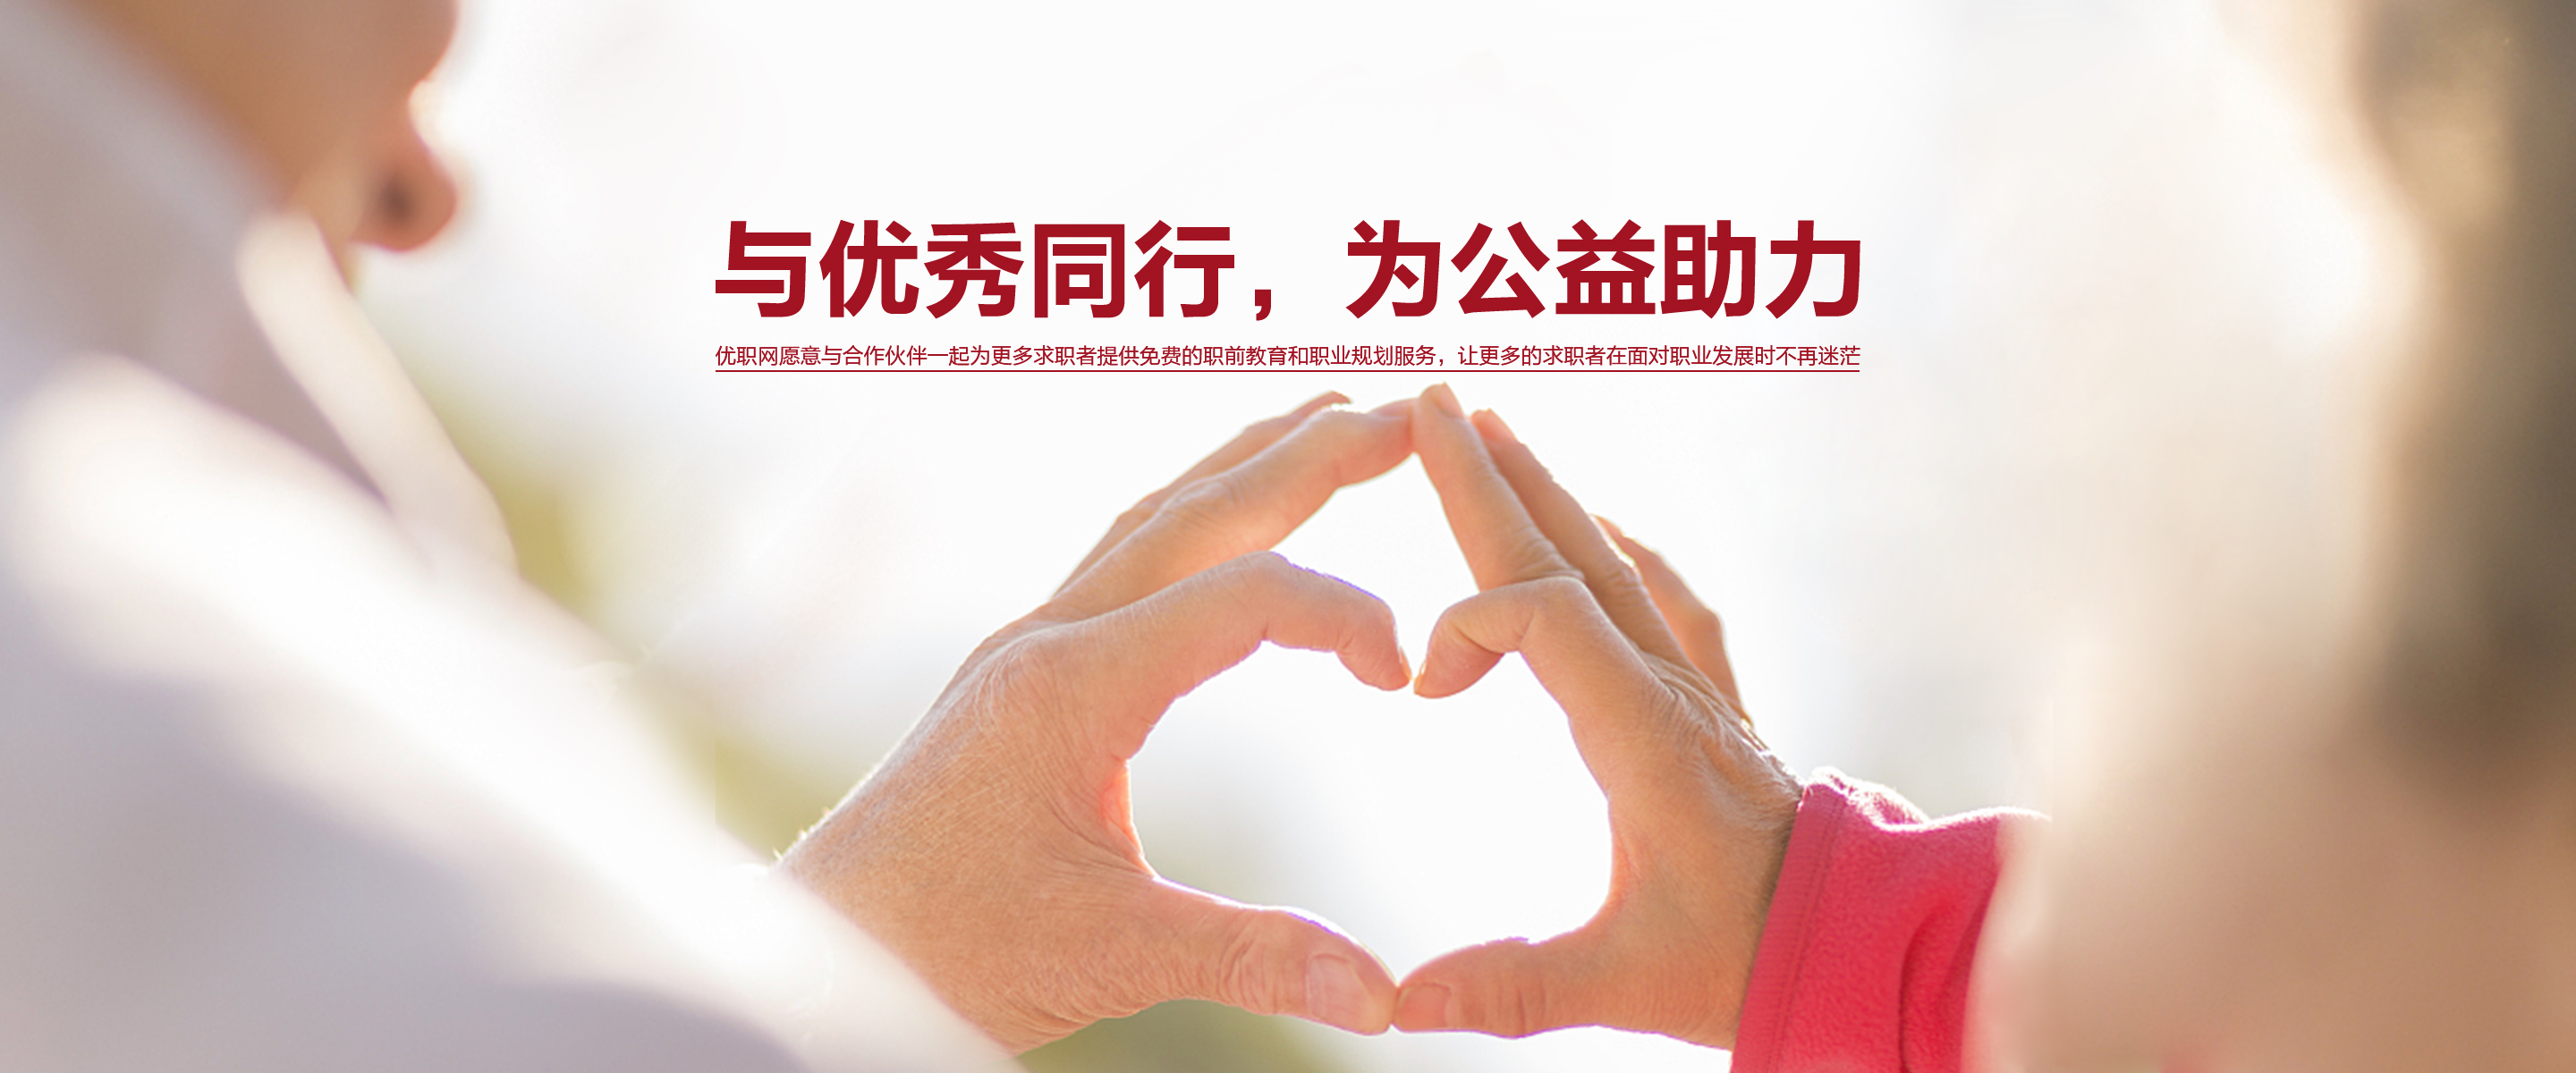 与优秀同行，为公益助力
优职网愿意与合作伙伴一起为更多求职者提供免费的职前教育和职业规划服务，让更多的求职者在面对职业发展时不再迷茫